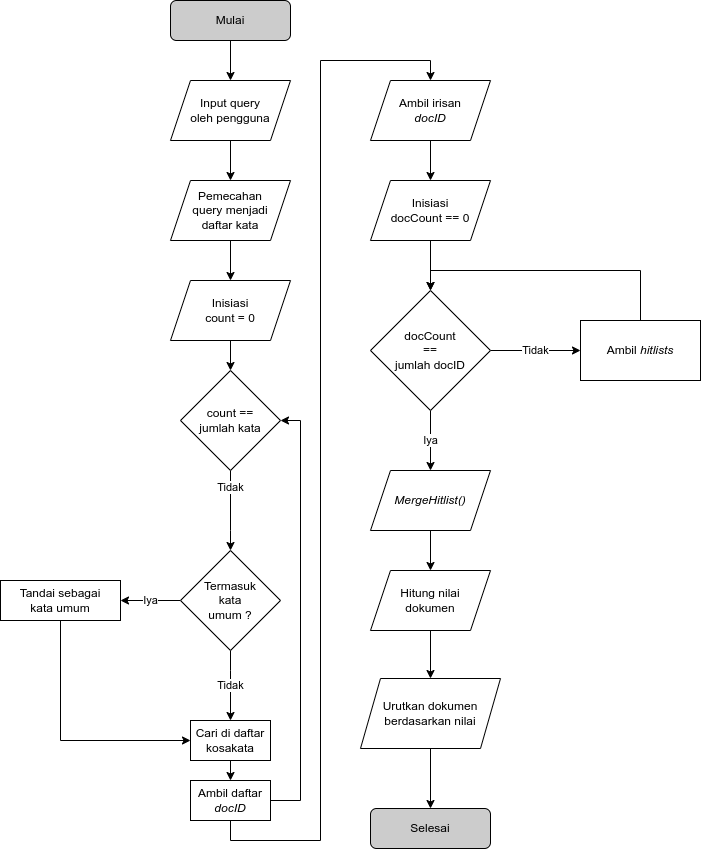 Mulai
Input query
oleh pengguna
Pemecahan
query menjadi
daftar kata
Inisiasi
count = 0
count ==
jumlah kata
Tidak
Termasuk
kata
umum ?
Iya
Tandai sebagai
kata umum
Tidak
Cari di daftar
kosakata
Ambil daftar
docID
Ambil irisan
docID
Inisiasi
docCount == 0
docCount
==
jumlah docID
Tidak
Ambil hitlists
Iya
MergeHitlist()
Hitung nilai
dokumen
Urutkan dokumen
berdasarkan nilai
Selesai